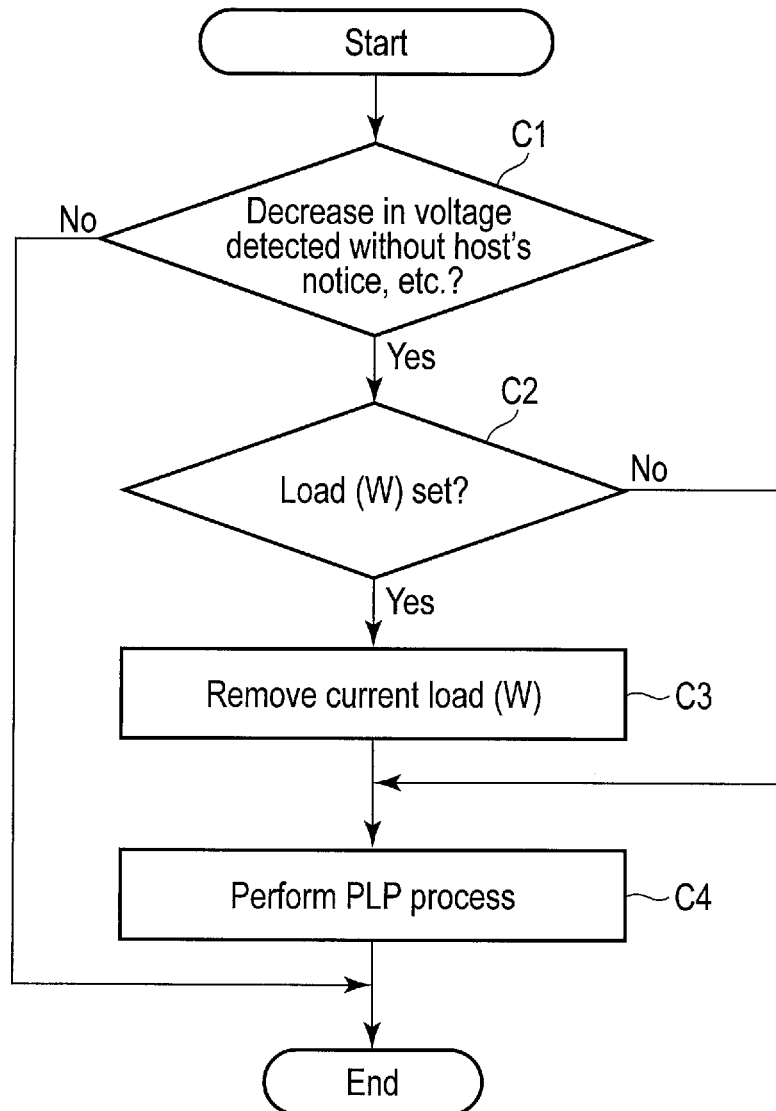 Start
C1
No
Decrease in voltage
detected without host's
notice, etc.?
Yes
C2
Load (W) set?
No
Yes
Remove current load (W)
C3
Perform PLP process
C4
End